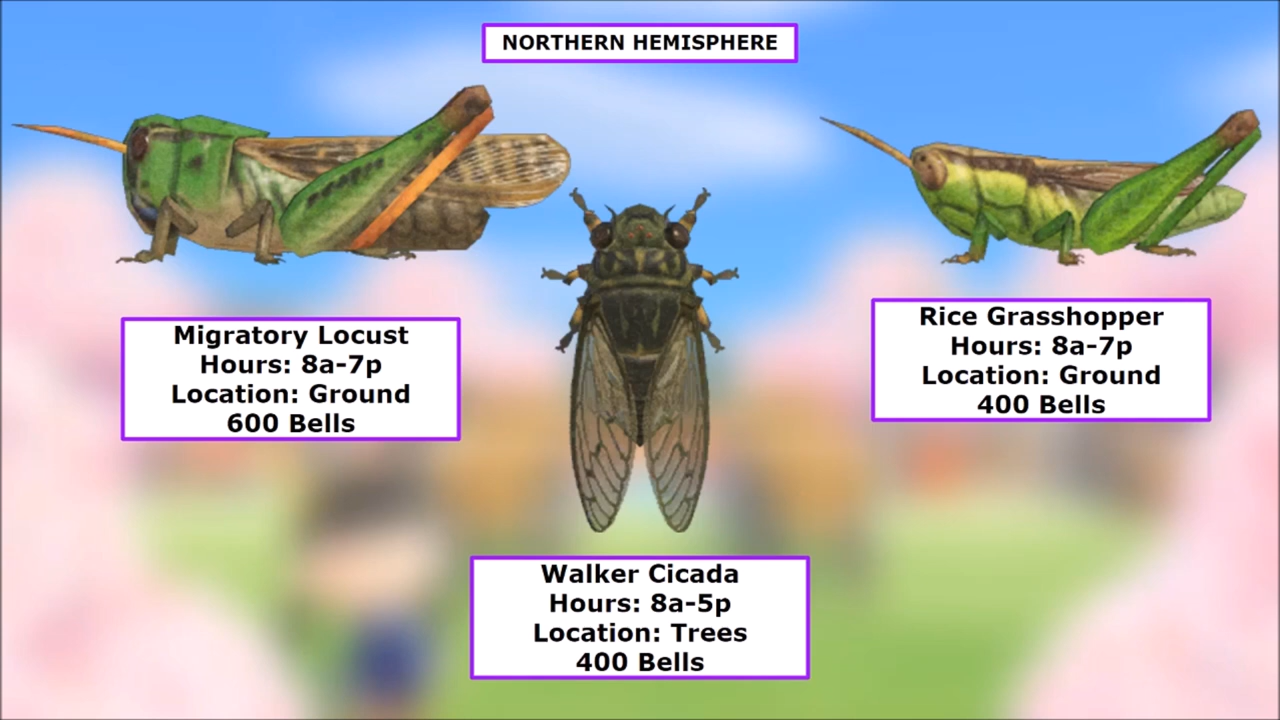 NORTHERN HEMISPHERE
Migratory Locust
Hours: 8a-7p
Location: Ground
600 Bells
Rice Grasshopper
Hours: 8a-7p
Location: Ground
400 Bells
Walker Cicada
Hours: 8a-5p
Location: Trees
400 Bells